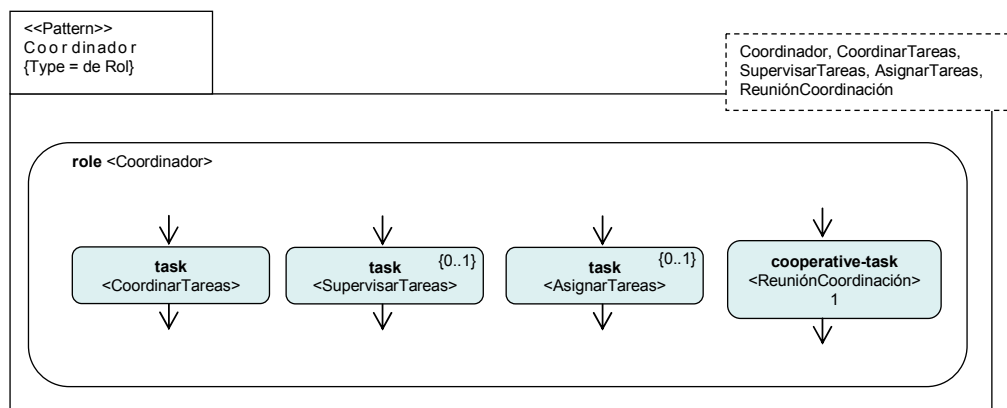 <<Pattern>>
Coordinador
{Type = de Rol}
Coordinador, CoordinarTareas,
SupervisarTareas, AsignarTareas,
ReuniónCoordinación
role <Coordinador>
task
<CoordinarTareas>
{0..1}
task
<SupervisarTareas>
{0..1}
task
<AsignarTareas>
cooperative-task
<ReuniónCoordinación>
1